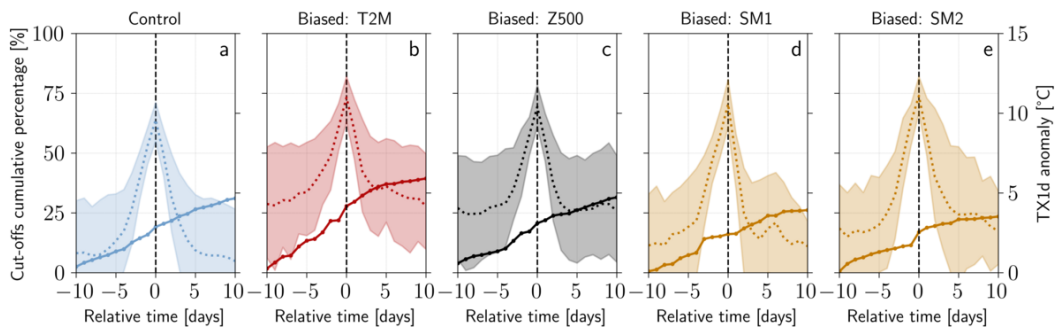 Control
Biased: T2M
Biased: Z500
Biased: SM1
Biased: SM2
Cut-offs cumulative percentage [%]
100
75
50
25
0
a
b
c
d
e
15
10
5
0
TX1d anomaly [°C]
−10 −5 0 5 10
−10 −5 0 5 10
−10 −5 0 5 10
−10 −5 0 5 10
−10 −5 0 5 10
Relative time [days]
Relative time [days]
Relative time [days]
Relative time [days]
Relative time [days]